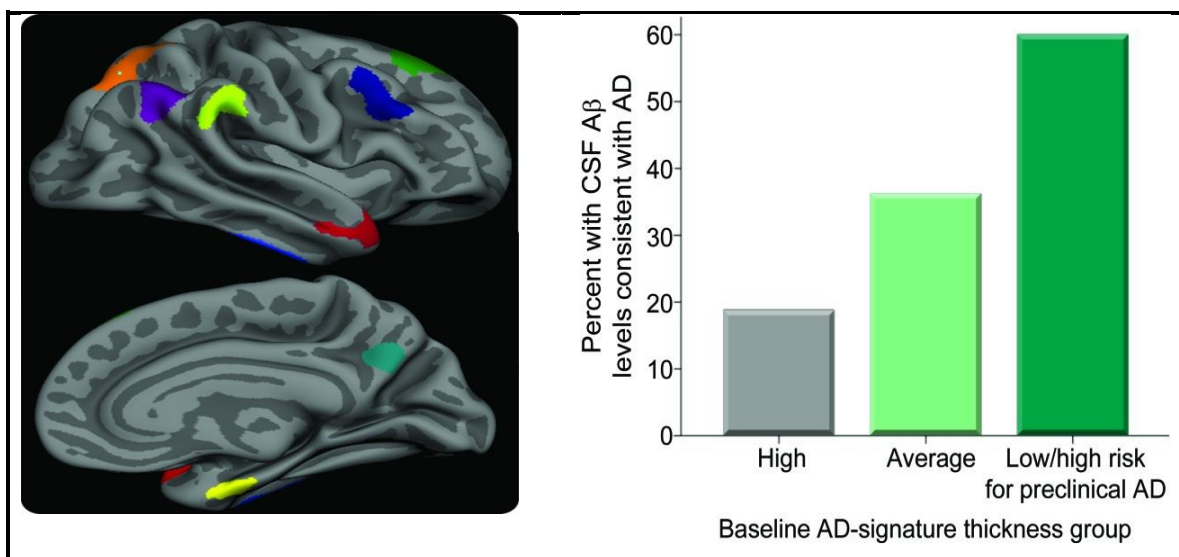 Percent with CSF Aβ
levels consistent with AD
60
50
40
30
20
10
0
High
Average
Low/high risk
for preclinical AD
Baseline AD-signature thickness group